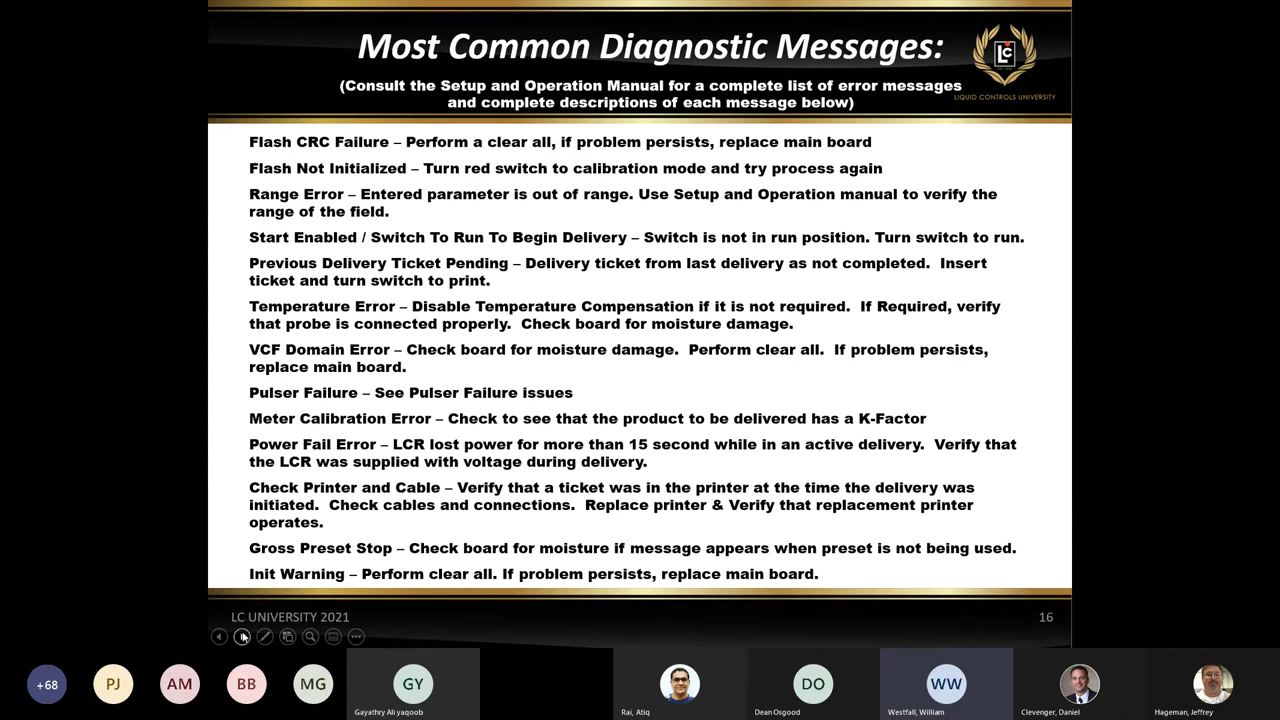 Most Common Diagnostic Messages:
(Consult the Setup and Operation Manual for a complete list of error messages
and complete descriptions of each message below)
LC
LIQUID CONTROLS UNIVERSITY
Flash CRC Failure – Perform a clear all, if problem persists, replace main board
Flash Not Initialized – Turn red switch to calibration mode and try process again
Range Error – Entered parameter is out of range. Use Setup and Operation manual to verify the
range of the field.
Start Enabled / Switch To Run To Begin Delivery – Switch is not in run position. Turn switch to run.
Previous Delivery Ticket Pending – Delivery ticket from last delivery as not completed.  Insert
ticket and turn switch to print.
Temperature Error – Disable Temperature Compensation if it is not required.  If Required, verify
that probe is connected properly.  Check board for moisture damage.
VCF Domain Error – Check board for moisture damage.  Perform clear all.  If problem persists,
replace main board.
Pulser Failure – See Pulser Failure issues
Meter Calibration Error – Check to see that the product to be delivered has a K-Factor
Power Fail Error – LCR lost power for more than 15 second while in an active delivery.  Verify that
the LCR was supplied with voltage during delivery.
Check Printer and Cable – Verify that a ticket was in the printer at the time the delivery was
initiated.  Check cables and connections.  Replace printer & Verify that replacement printer
operates.
Gross Preset Stop – Check board for moisture if message appears when preset is not being used.
Init Warning – Perform clear all. If problem persists, replace main board.
LC UNIVERSITY 2021
16
+68
PJ
AM
BB
MG
GY
DO
WW
Gayathry Ali yaqoob
Rai, Atiq
Dean Osgood
Westfall, William
Clevenger, Daniel
Hageman, Jeffrey